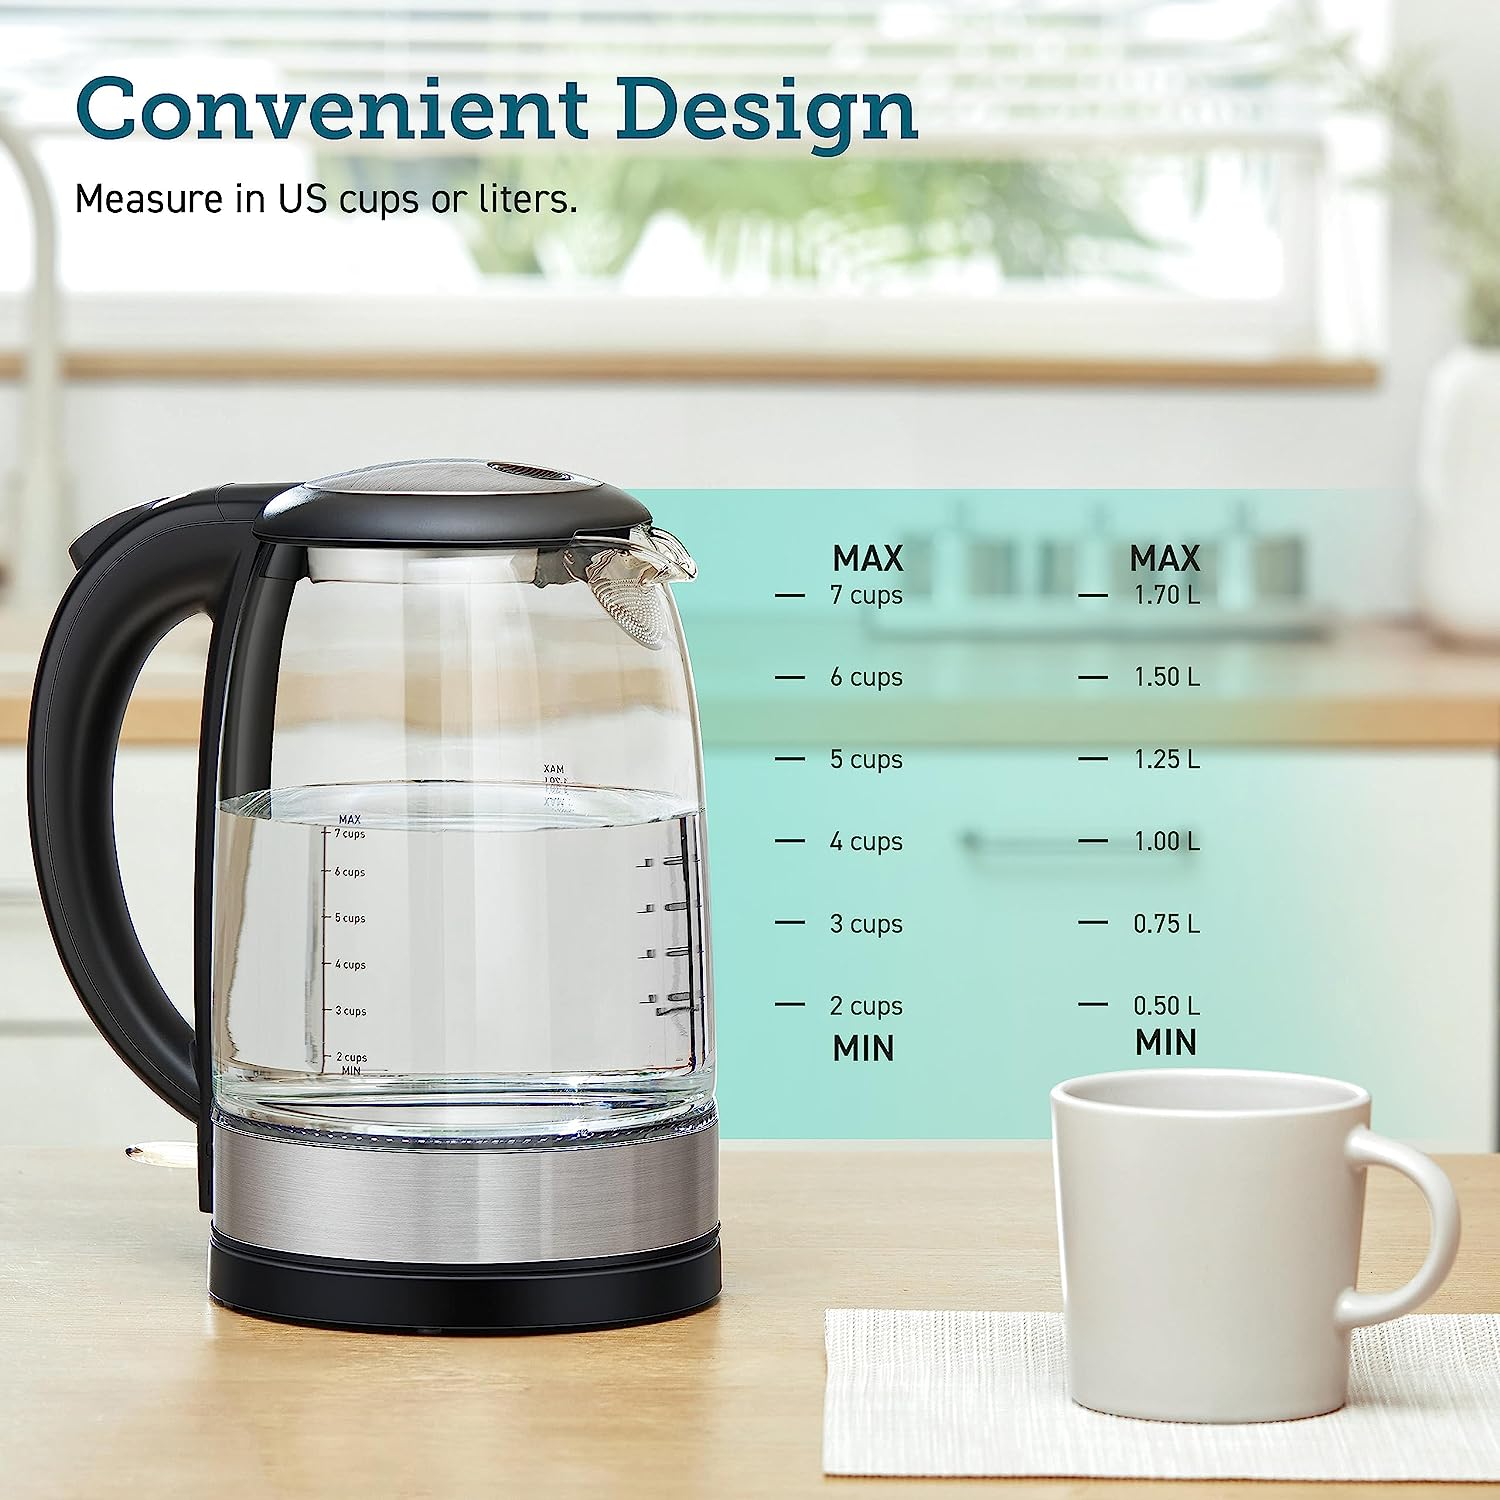 Convenient Design
Measure in US cups or liters.
MAX
7 cups
6 cups
5 cups
4 cups
3 cups
2 cups
MIN
MAX
1.70 L
1.50 L
1.25 L
1.00 L
0.75 L
0.50 L
MIN
MAX
7 cups
6 cups
5 cups
4 cups
3 cups
2 cups
MIN
MAX